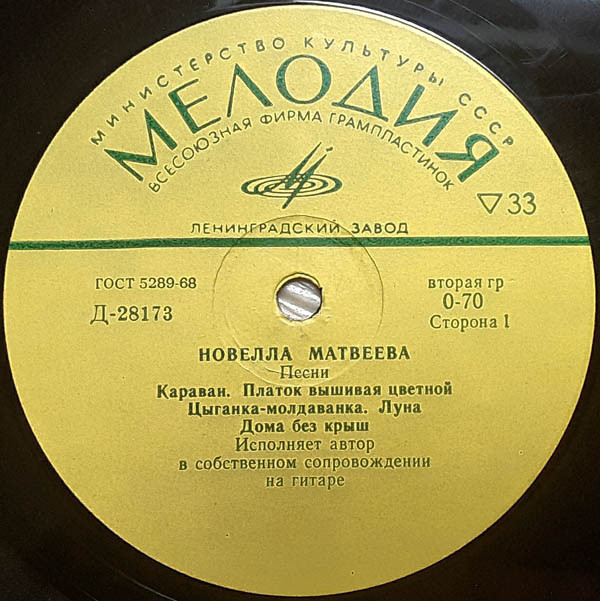 МИНИСТЕРСТВО КУЛЬТУРЫ СССР
МЕЛОДИЯ
ВСЕСОЮЗНАЯ ФИРМА ГРАМПЛАСТИНОК
33
ЛЕНИНГРАДСКИЙ ЗАВОД
ГОСТ 5289-68
Д-28173
вторая гр
0-70
Сторона 1
НОВЕЛЛА МАТВЕЕВА
Песни
Караван. Платок вышивая цветной
Цыганка-молдаванка. Луна
Дома без крыш
Исполняет автор
в собственном сопровождении
на гитаре